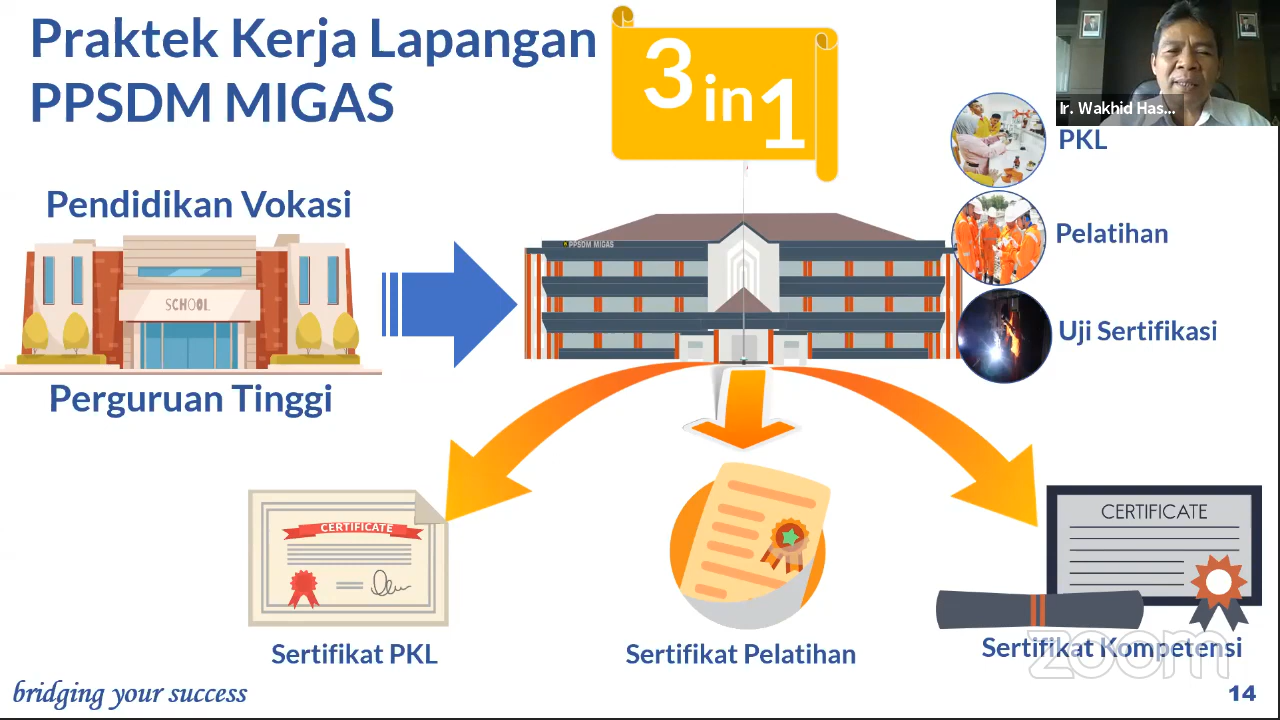 Praktek Kerja Lapangan
PPSDM MIGAS
3 in 1
Ir. Wakhid Has...
PKL
Pendidikan Vokasi
Pelatihan
PPSDM MIGAS
SCHOOL
Uji Sertifikasi
Perguruan Tinggi
CERTIFICATE
CERTIFICATE
Sertifikat PKL
Sertifikat Pelatihan
Sertifikat Kompetensi
zoom
bridging your success
14